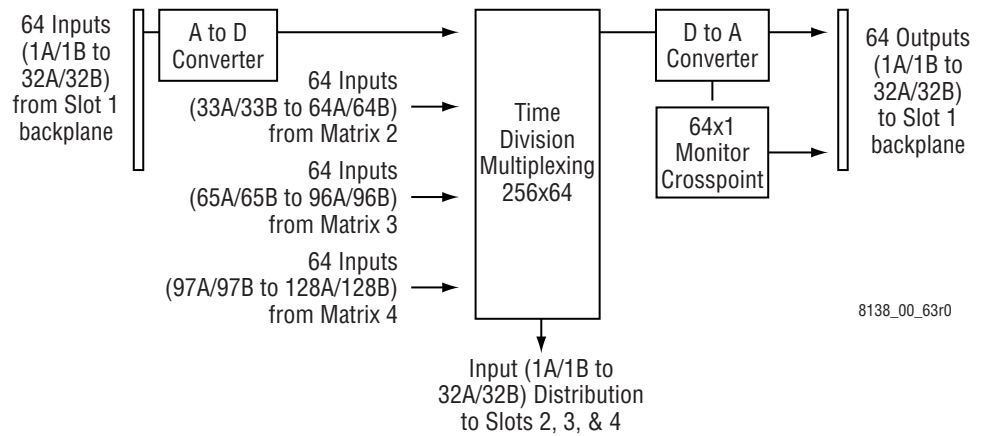 64 Inputs
(1A/1B to
32A/32B)
from Slot 1
backplane
A to D
Converter
64 Inputs
(33A/33B to 64A/64B)
from Matrix 2
64 Inputs
(65A/65B to 96A/96B)
from Matrix 3
64 Inputs
(97A/97B to 128A/128B)
from Matrix 4
Time
Division
Multiplexing
256x64
D to A
Converter
64x1
Monitor
Crosspoint
64 Outputs
(1A/1B to
32A/32B)
to Slot 1
backplane
8138_00_63r0
Input (1A/1B to
32A/32B) Distribution
to Slots 2, 3, & 4